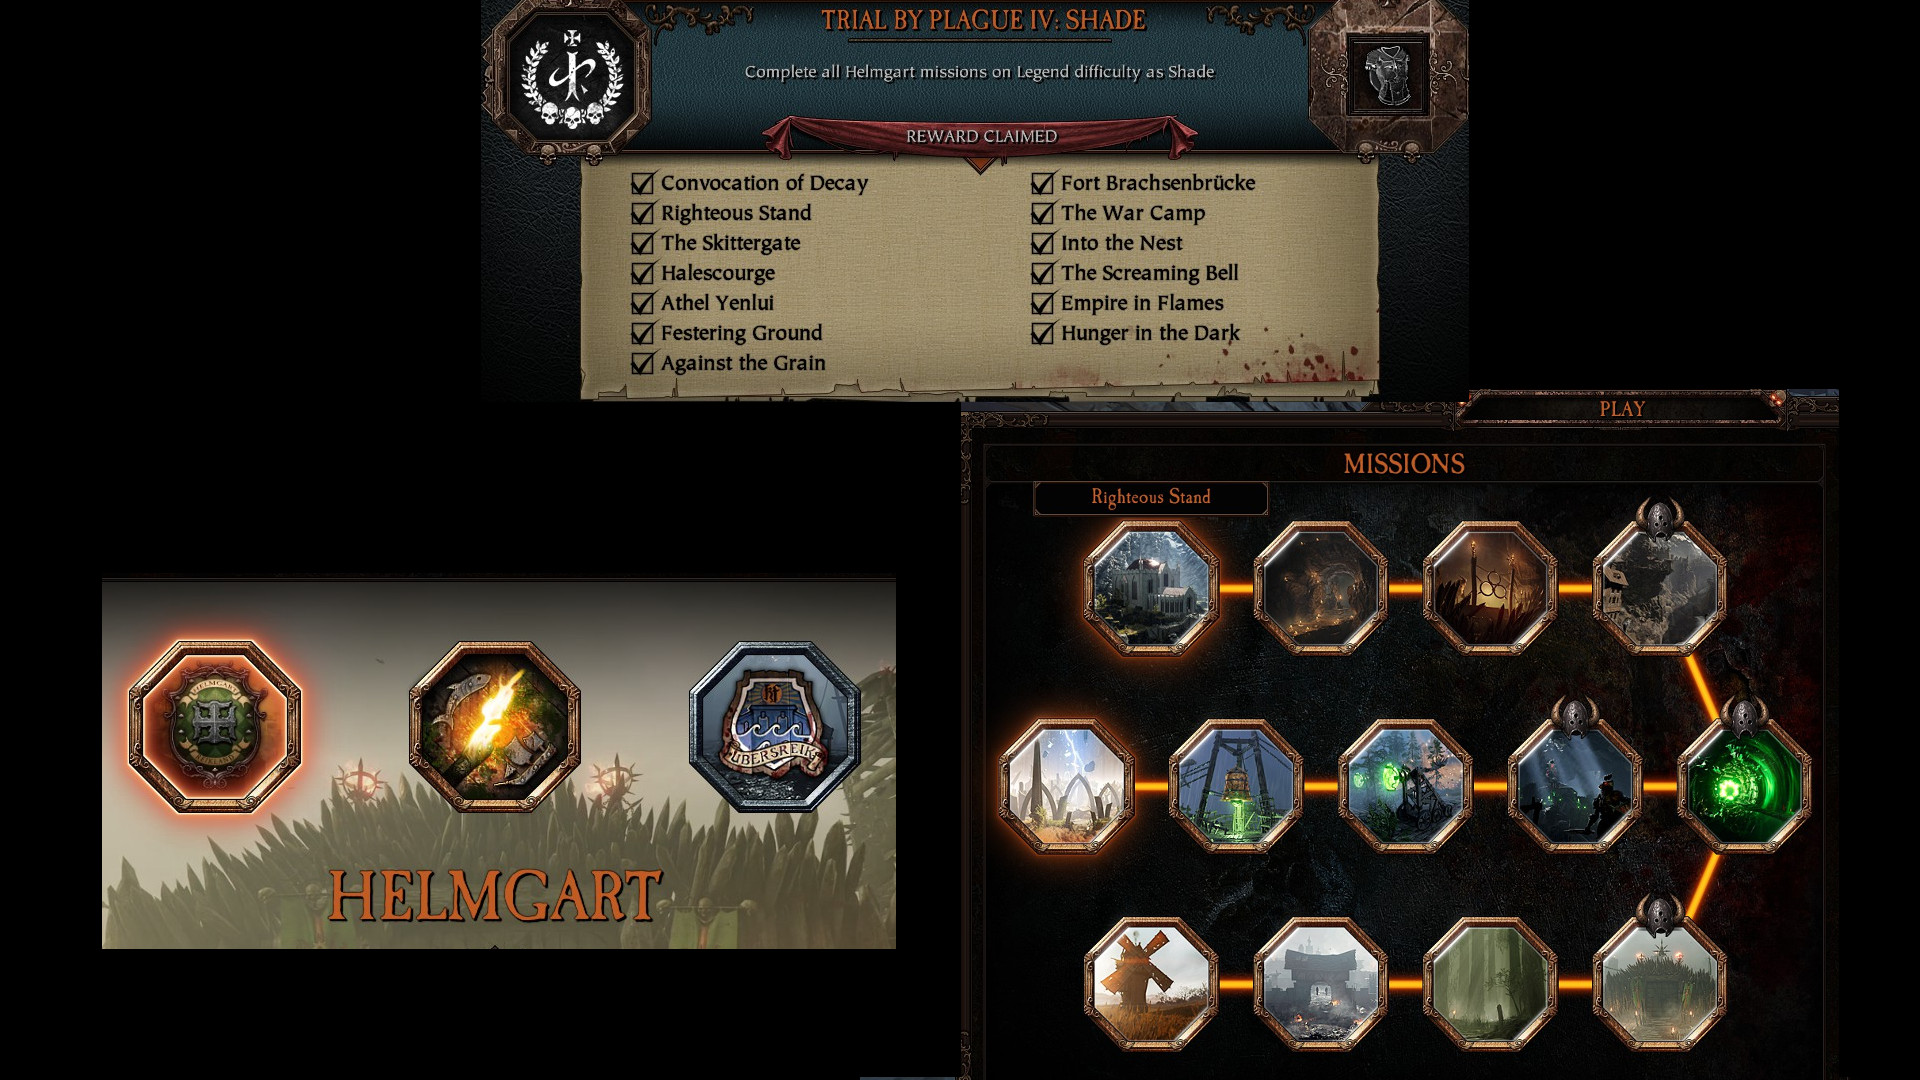 TRIAL BY PLAGUE IV: SHADE
Complete all Helmgart missions on Legend difficulty as Shade
REWARD CLAIMED
Convocation of Decay
Righteous Stand
The Skittergate
Halescourge
Athel Yenlui
Festering Ground
Against the Grain
Fort Brachsenbrücke
The War Camp
Into the Nest
The Screaming Bell
Empire in Flames
Hunger in the Dark
PLAY
MISSIONS
Righteous Stand
HELMGART
UBERSREIK
HELMGART